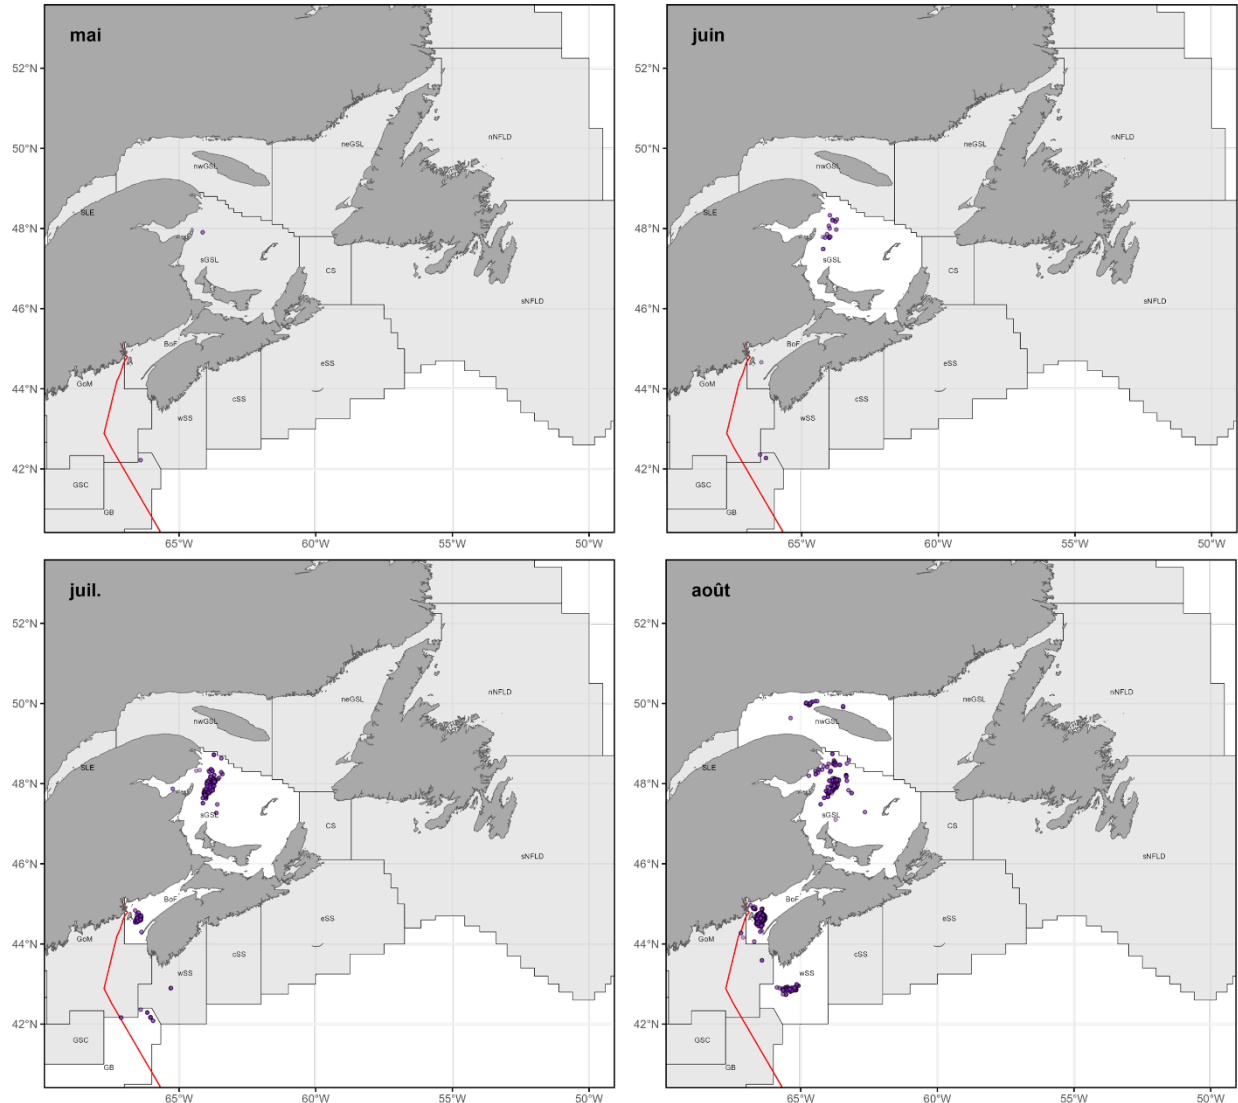 mai
52°N
50°N
48°N
46°N
44°N
42°N
nNFLD
neGSL
nwGSL
SLE
sGSL
CS
sNFLD
BoF
eSS
GoM
cSS
wSS
GSC
GB
65°W
60°W
55°W
50°W
juin
52°N
50°N
48°N
46°N
44°N
42°N
nNFLD
neGSL
nwGSL
SLE
sGSL
CS
sNFLD
BoF
eSS
GoM
cSS
wSS
GSC
GB
65°W
60°W
55°W
50°W
juil.
52°N
50°N
48°N
46°N
44°N
42°N
nNFLD
neGSL
nwGSL
SLE
sGSL
CS
sNFLD
BoF
eSS
GoM
cSS
wSS
GSC
GB
65°W
60°W
55°W
50°W
août
52°N
50°N
48°N
46°N
44°N
42°N
nNFLD
neGSL
nwGSL
SLE
sGSL
CS
sNFLD
BoF
eSS
GoM
cSS
wSS
GSC
GB
65°W
60°W
55°W
50°W